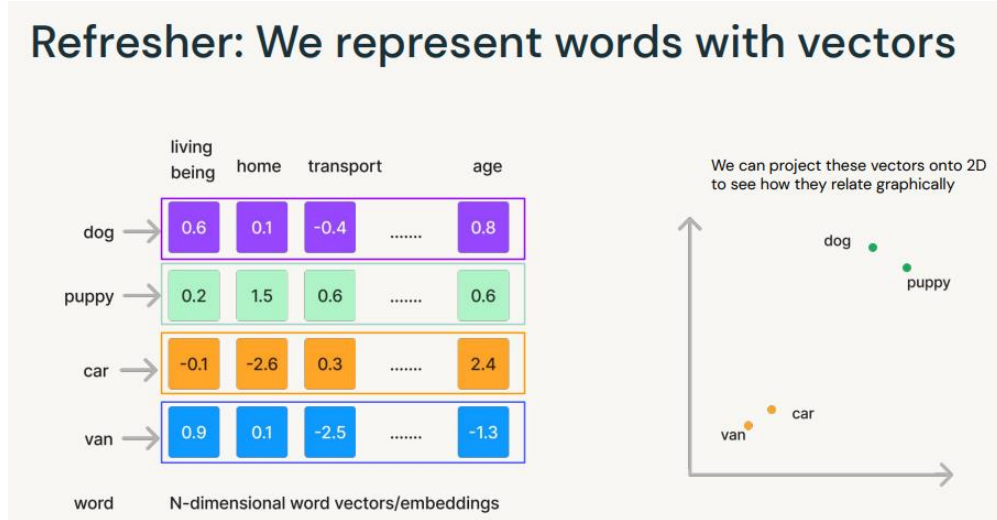 Refresher: We represent words with vectors
living
being
home
transport
age
We can project these vectors onto 2D
to see how they relate graphically
dog
0.6
0.1
-0.4
.......
0.8
puppy
0.2
1.5
0.6
.......
0.6
car
-0.1
-2.6
0.3
.......
2.4
van
0.9
0.1
-2.5
.......
-1.3
word
N-dimensional word vectors/embeddings
dog
puppy
car
van